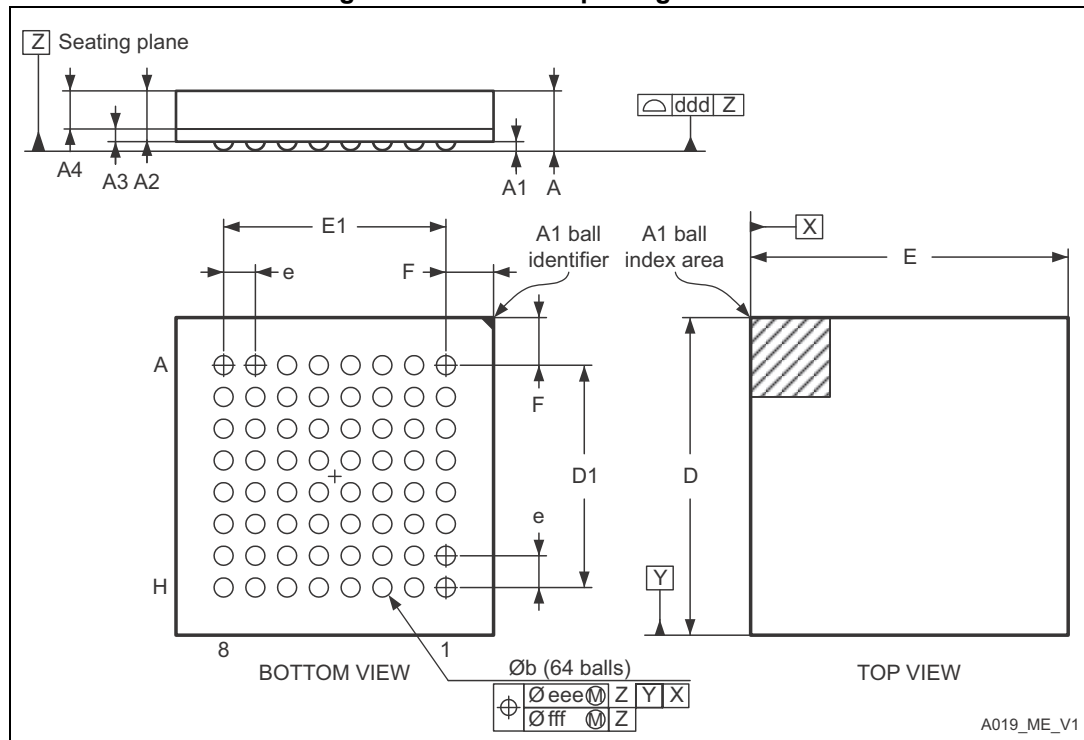 Z Seating plane
ddd Z
A4
A3
A2
A1
A
E1
e
F
A1 ball
identifier
A1 ball
index area
X
E
A
F
D1
D
e
H
Y
8
1
BOTTOM VIEW
Øb (64 balls)
TOP VIEW
Ø eee Ⓜ Z Y X
Ø fff Ⓜ Z
A019_ME_V1